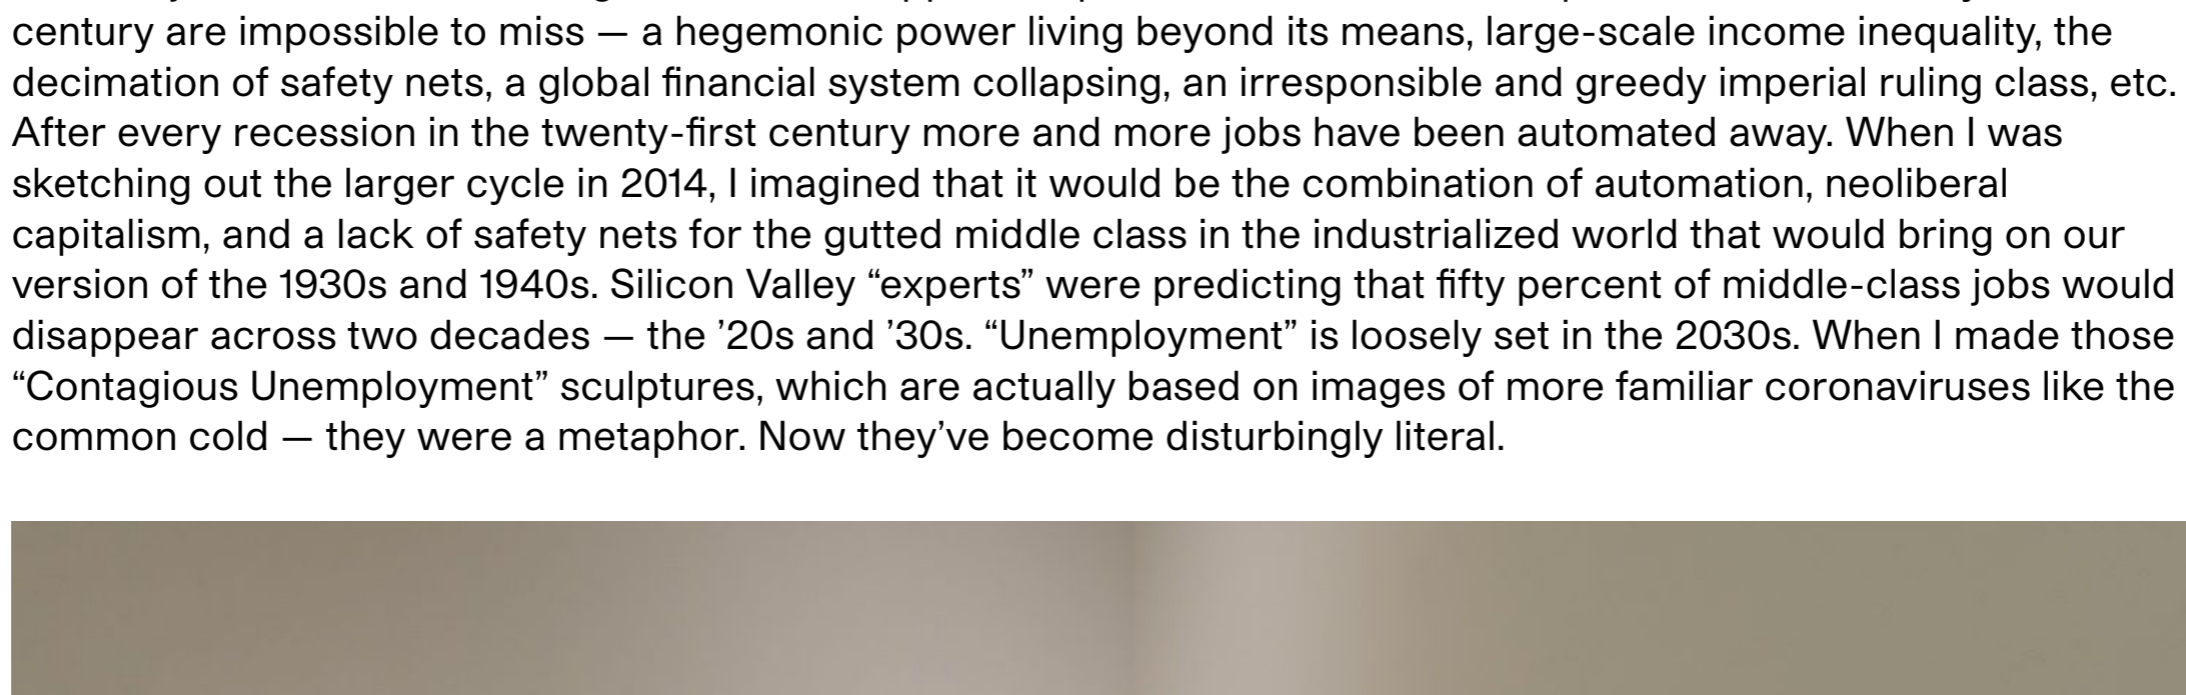 century are impossible to miss — a hegemonic power living beyond its means, large-scale income inequality, the
decimation of safety nets, a global financial system collapsing, an irresponsible and greedy imperial ruling class, etc.
After every recession in the twenty-first century more and more jobs have been automated away. When I was
sketching out the larger cycle in 2014, I imagined that it would be the combination of automation, neoliberal
capitalism, and a lack of safety nets for the gutted middle class in the industrialized world that would bring on our
version of the 1930s and 1940s. Silicon Valley “experts” were predicting that fifty percent of middle-class jobs would
disappear across two decades — the ’20s and ’30s. “Unemployment” is loosely set in the 2030s. When I made those
“Contagious Unemployment” sculptures, which are actually based on images of more familiar coronaviruses like the
common cold — they were a metaphor. Now they’ve become disturbingly literal.